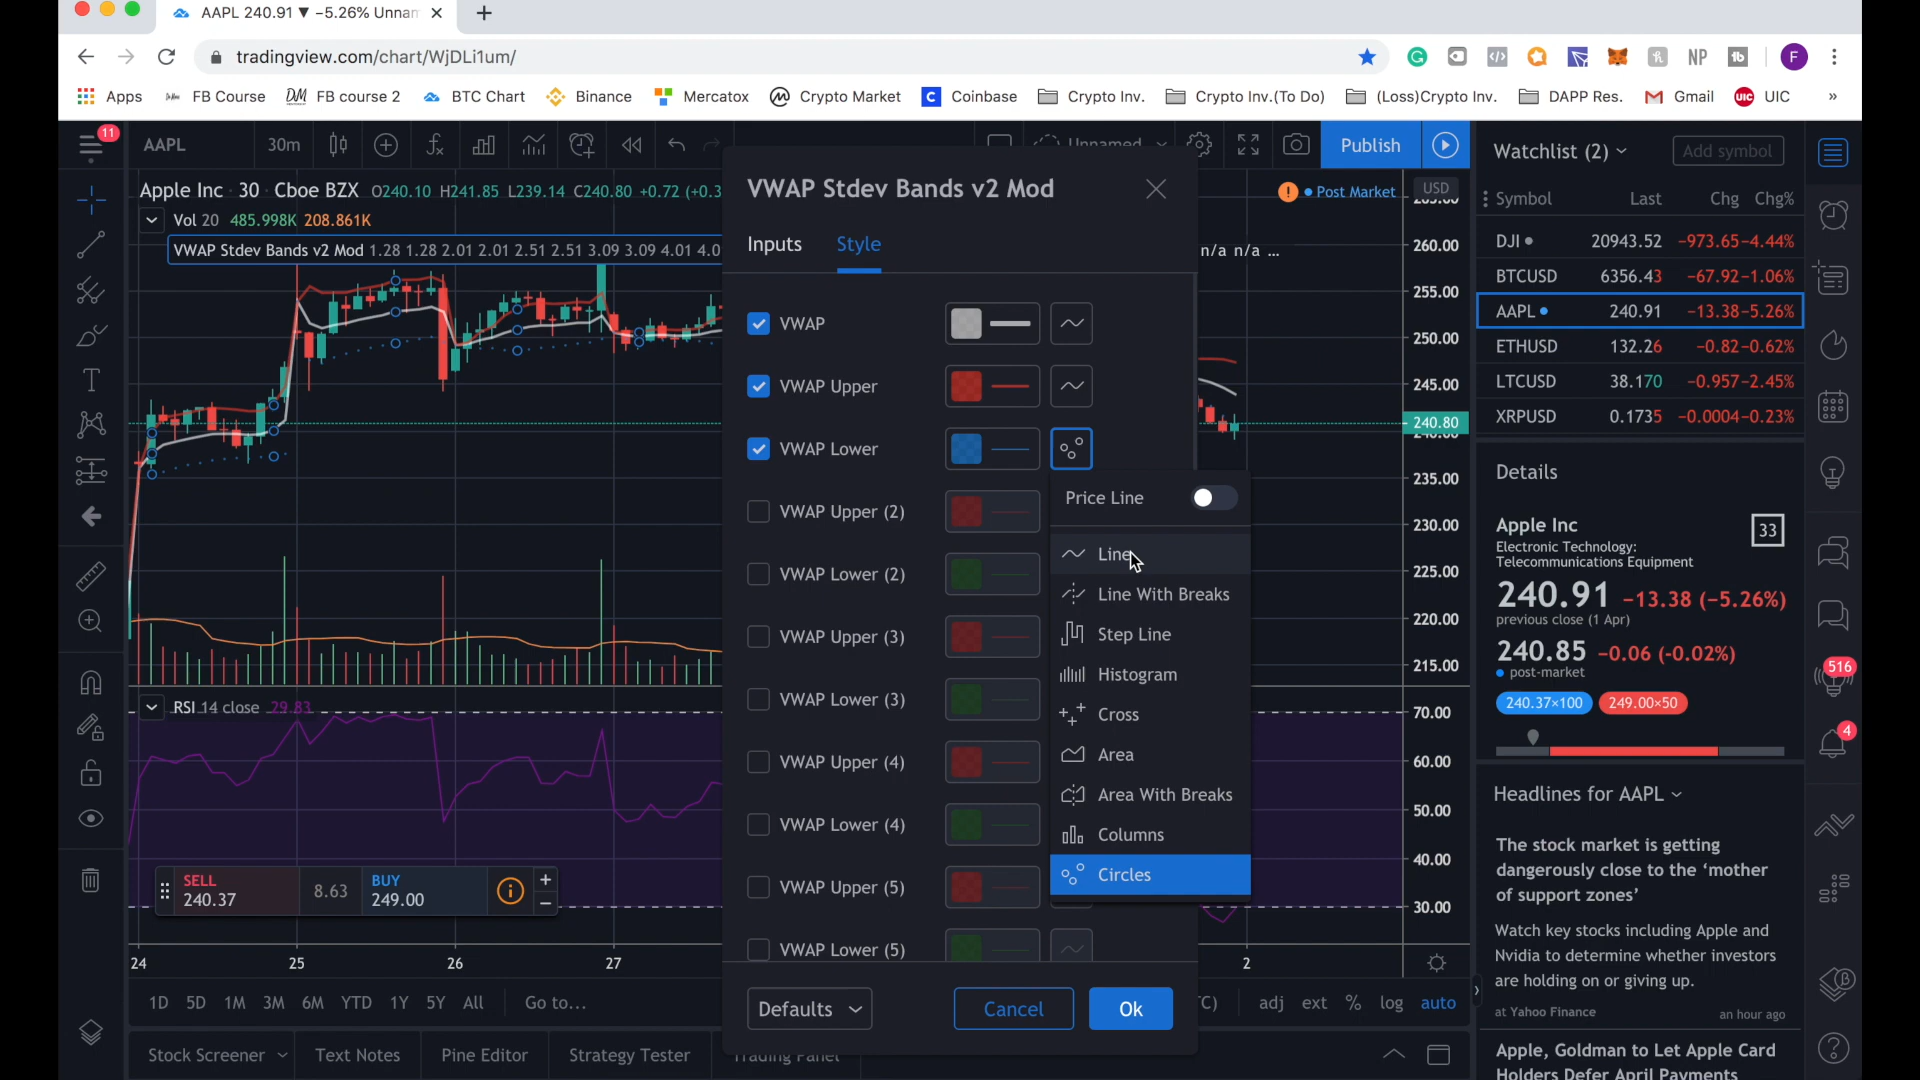 AAPL 240.91 ▼ −5.26% Unnam
tradingview.com/chart/WjDLi1um/
NP
F
Apps
FB Course
FB course 2
BTC Chart
Binance
Mercatox
Crypto Market
Coinbase
Crypto Inv.
Crypto Inv.(To Do)
(Loss)Crypto Inv.
DAPP Res.
Gmail
UIC
UIC
»
11
AAPL
30m
Unnamed
Publish
Apple Inc · 30 · Cboe BZX O240.10 H241.85 L239.14 C240.80 +0.72 (+0.3
Post Market
USD
Vol 20 485.998K 208.861K
VWAP Stdev Bands v2 Mod 1.28 1.28 2.01 2.01 2.51 2.51 3.09 3.09 4.01 4.0
n/a n/a ...
260.00
255.00
250.00
245.00
240.80
240.00
235.00
230.00
225.00
220.00
215.00
RSI 14 close 29.83
70.00
60.00
50.00
40.00
30.00
SELL
240.37
8.63
BUY
249.00
24
25
26
27
2
1D 5D 1M 3M 6M YTD 1Y 5Y All
Go to...
adj ext % log auto
Stock Screener
Text Notes
Pine Editor
Strategy Tester
Trading Panel
VWAP Stdev Bands v2 Mod
Inputs
Style
VWAP
VWAP Upper
VWAP Lower
VWAP Upper (2)
VWAP Lower (2)
VWAP Upper (3)
VWAP Lower (3)
VWAP Upper (4)
VWAP Lower (4)
VWAP Upper (5)
VWAP Lower (5)
Price Line
Line
Line With Breaks
Step Line
Histogram
Cross
Area
Area With Breaks
Columns
Circles
Defaults
Cancel
Ok
Watchlist (2)
Add symbol
Symbol Last Chg Chg%
DJI 20943.52 −973.65 −4.44%
BTCUSD 6356.43 −67.92 −1.06%
AAPL 240.91 −13.38 −5.26%
ETHUSD 132.26 −0.82 −0.62%
LTCUSD 38.170 −0.957 −2.45%
XRPUSD 0.1735 −0.0004 −0.23%
Details
Apple Inc
33
Electronic Technology:
Telecommunications Equipment
240.91 −13.38 (−5.26%)
previous close (1 Apr)
240.85 −0.06 (−0.02%)
post-market
240.37×100
249.00×50
Headlines for AAPL
The stock market is getting
dangerously close to the ‘mother
of support zones’
Watch key stocks including Apple and
Nvidia to determine whether investors
are holding on or giving up.
at Yahoo Finance
an hour ago
Apple, Goldman to Let Apple Card
Holders Defer April Payments
516
4